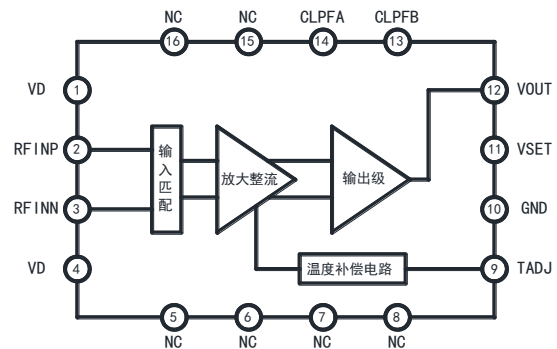 NC NC CLPFA CLPFB
16 15 14 13
VD 1 12 VOUT
RFINP 2 输入匹配 放大整流 输出级 11 VSET
RFINN 3 10 GND
VD 4 温度补偿电路 9 TADJ
5 6 7 8
NC NC NC NC